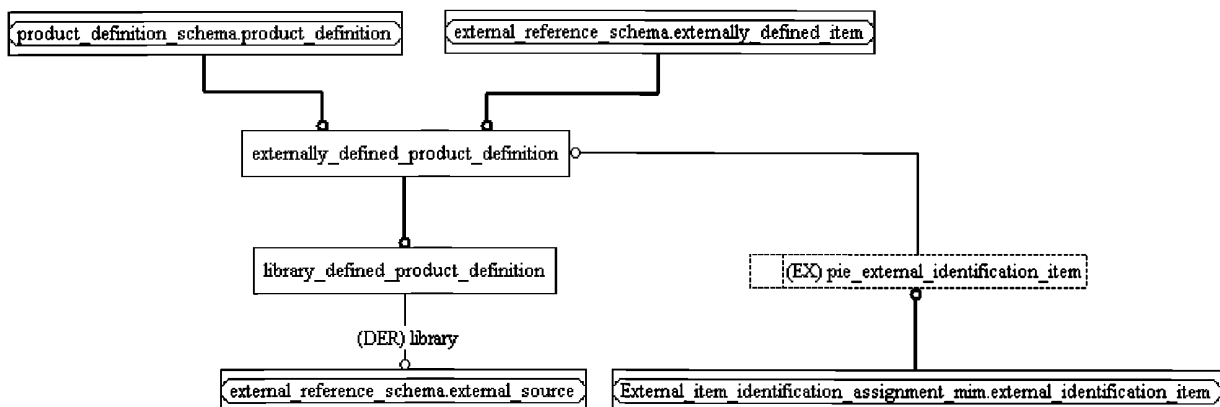 product_definition_schema.product_definition
external_reference_schema.externally_defined_item
externally_defined_product_definition
library_defined_product_definition
(EX) pie_external_identification_item
(DER) library
external_reference_schema.external_source
External_item_identification_assignment_mim.external_identification_item